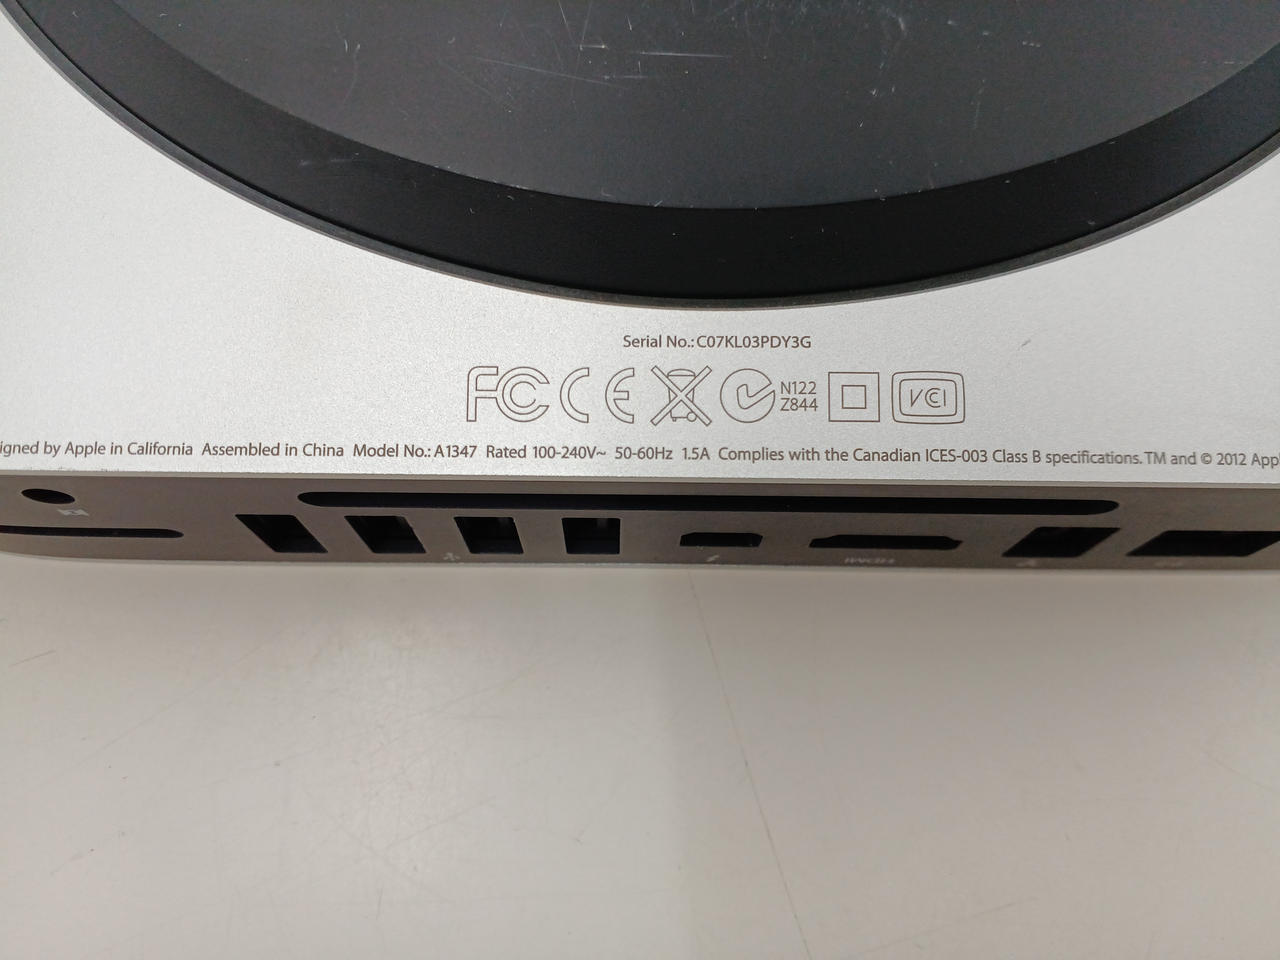 Serial No.: C07KL03PDY3G
FC CE N122
Z844
VCCI
igned by Apple in California Assembled in China Model No.: A1347 Rated 100-240V~ 50-60Hz 1.5A Complies with the Canadian ICES-003 Class B specifications. TM and © 2012 Appl
HDMI